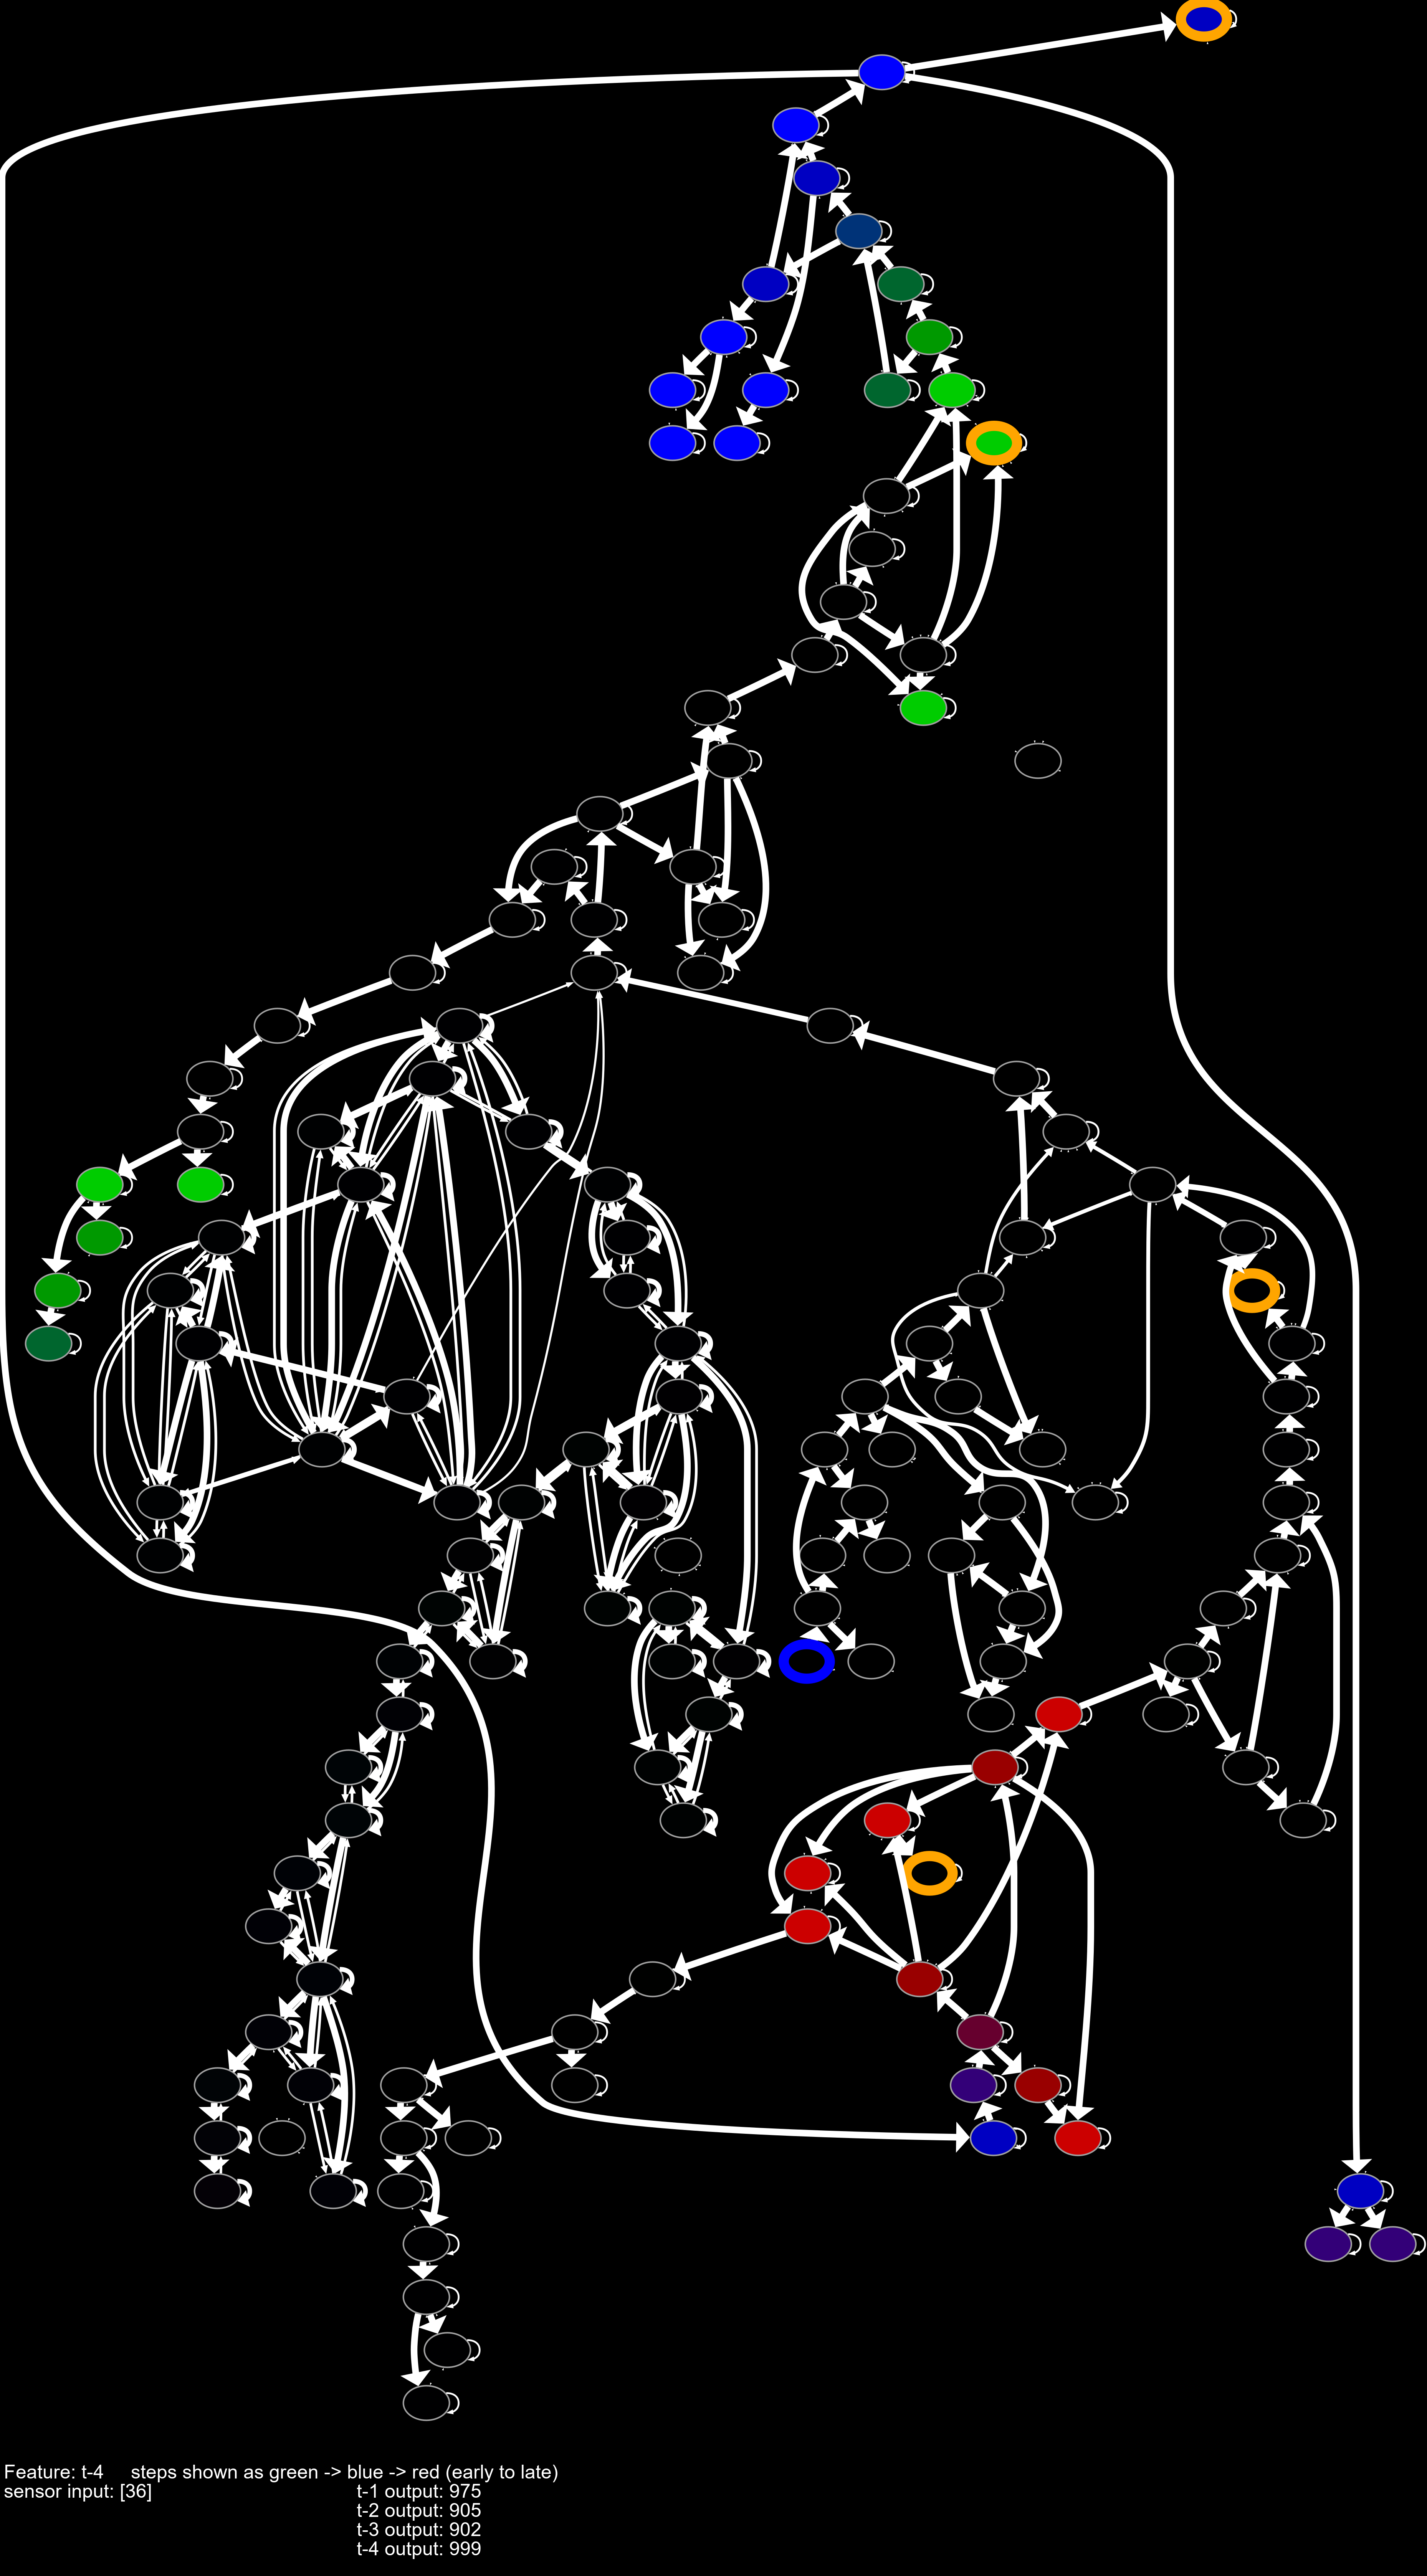 Feature: t-4     steps shown as green -> blue -> red (early to late)
sensor input: [36]     t-1 output: 975
t-2 output: 905
t-3 output: 902
t-4 output: 999